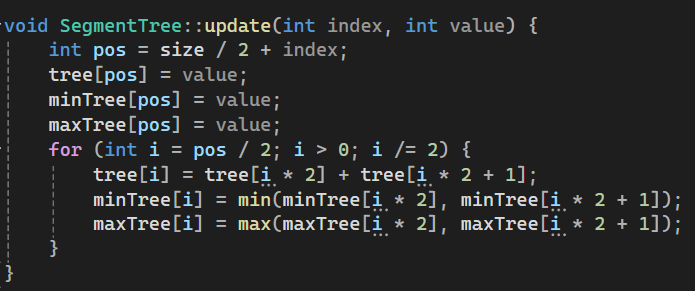 void SegmentTree::update(int index, int value) {
    int pos = size / 2 + index;
    tree[pos] = value;
    minTree[pos] = value;
    maxTree[pos] = value;
    for (int i = pos / 2; i > 0; i /= 2) {
        tree[i] = tree[i * 2] + tree[i * 2 + 1];
        minTree[i] = min(minTree[i * 2], minTree[i * 2 + 1]);
        maxTree[i] = max(maxTree[i * 2], maxTree[i * 2 + 1]);
    }
}